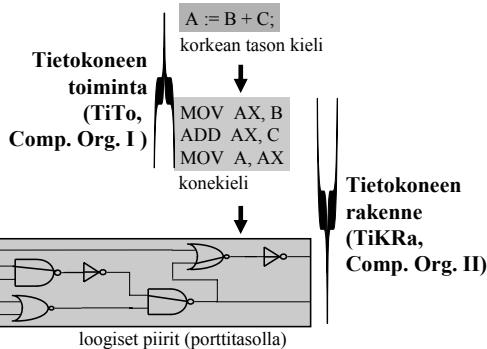 A := B + C;
korkean tason kieli
Tietokoneen
toiminta
(TiTo,
Comp. Org. I )
MOV AX, B
ADD AX, C
MOV A, AX
konekieli
Tietokoneen
rakenne
(TiKRa,
Comp. Org. II)
loogiset piirit (porttitasolla)